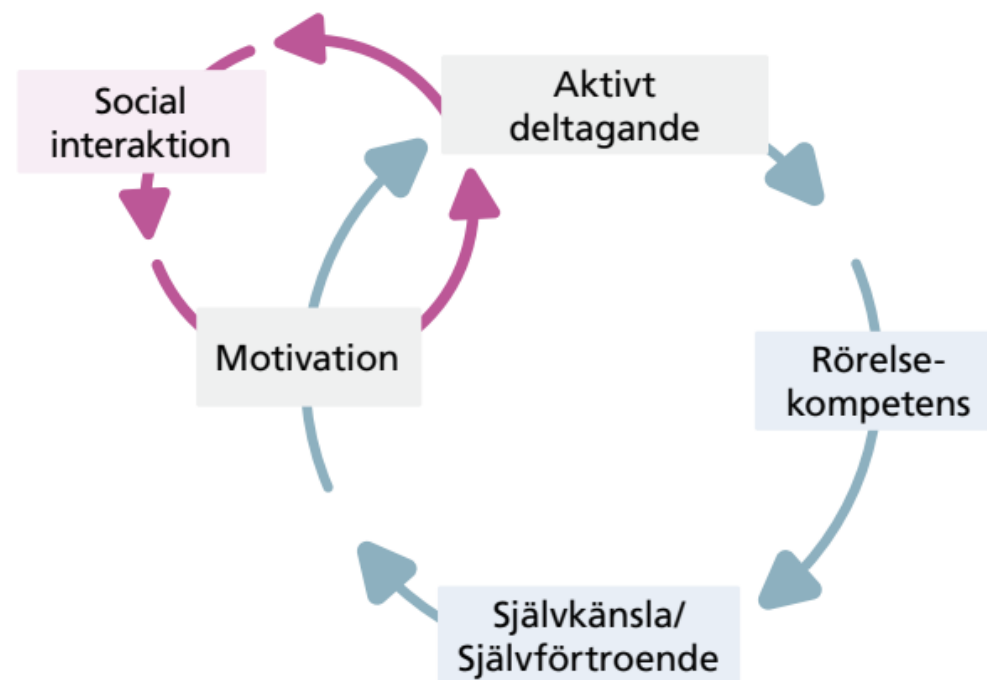 Aktivt
deltagande
Social
interaktion
Motivation
Rörelse-
kompetens
Självkänsla/
Självförtroende